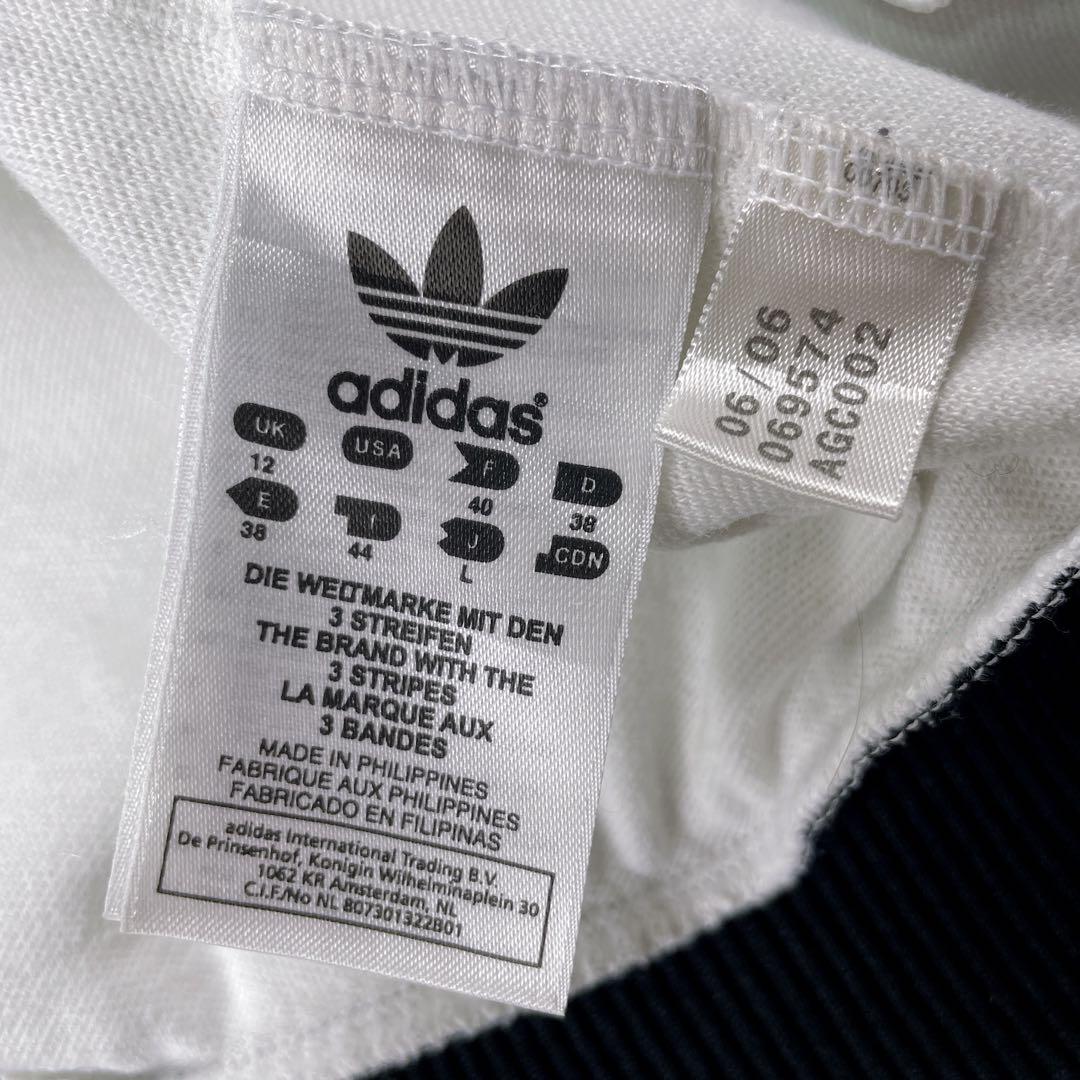 adidas®
UK USA F D
12 40 38
E I J CDN
38 44 L
DIE WELTMARKE MIT DEN
3 STREIFEN
THE BRAND WITH THE
3 STRIPES
LA MARQUE AUX
3 BANDES
MADE IN PHILIPPINES
FABRIQUE AUX PHILIPPINES
FABRICADO EN FILIPINAS
adidas International Trading B.V.
De Prinsenhof, Konigin Wilhelminaplein 30
1062 KR Amsterdam, NL
C.I.F/No NL 807301322B01
06/06
069574
AGC002